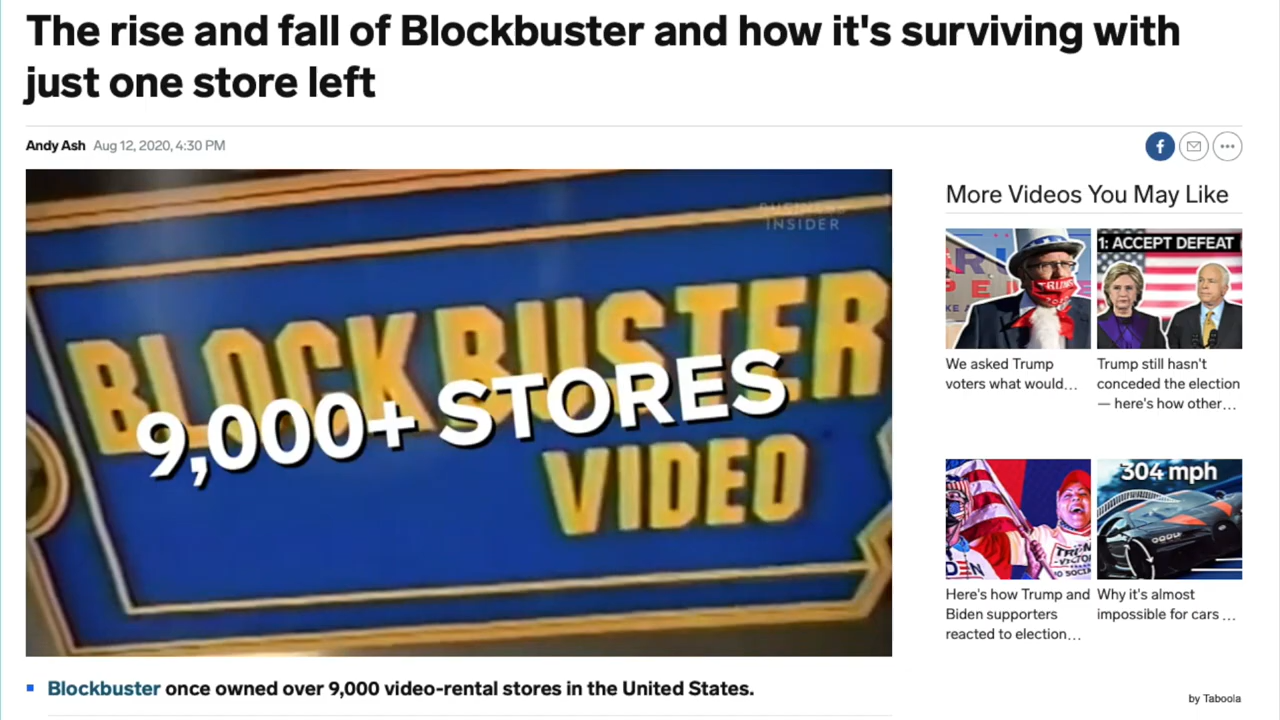 The rise and fall of Blockbuster and how it's surviving with
just one store left
Andy Ash Aug 12, 2020, 4:30 PM
BUSINESS
INSIDER
BLOCKBUSTER
9,000+ STORES
VIDEO
More Videos You May Like
TRUMP
1: ACCEPT DEFEAT
We asked Trump
voters what would…
Trump still hasn't
conceded the election
— here's how other…
304 mph
Here's how Trump and
Biden supporters
reacted to election…
Why it's almost
impossible for cars …
Blockbuster once owned over 9,000 video-rental stores in the United States.
by Taboola